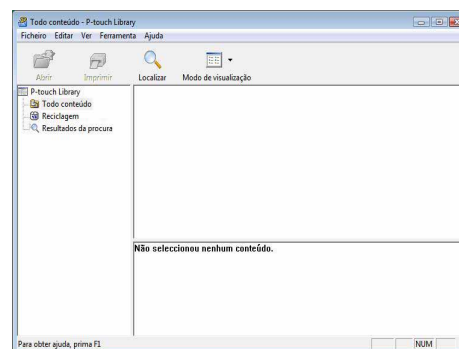 Todo conteúdo - P-touch Library
Ficheiro Editar Ver Ferramenta Ajuda
Abrir Imprimir Localizar Modo de visualização
P-touch Library
Todo conteúdo
Reciclagem
Resultados da procura
Não seleccionou nenhum conteúdo.
Para obter ajuda, prima F1 NUM